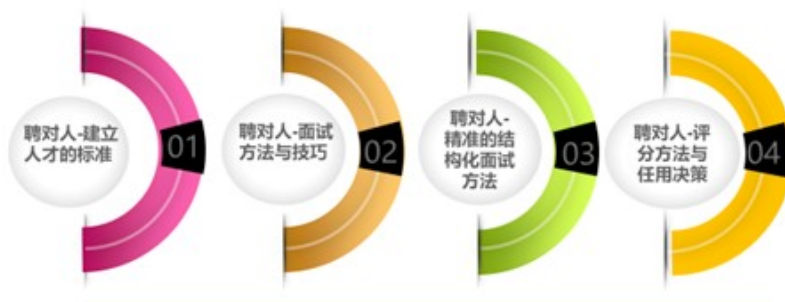 聘对人-建立
人才的标准
01
聘对人-面试
方法与技巧
02
聘对人-
精准的结
构化面试
方法
03
聘对人-评
分方法与
任用决策
04